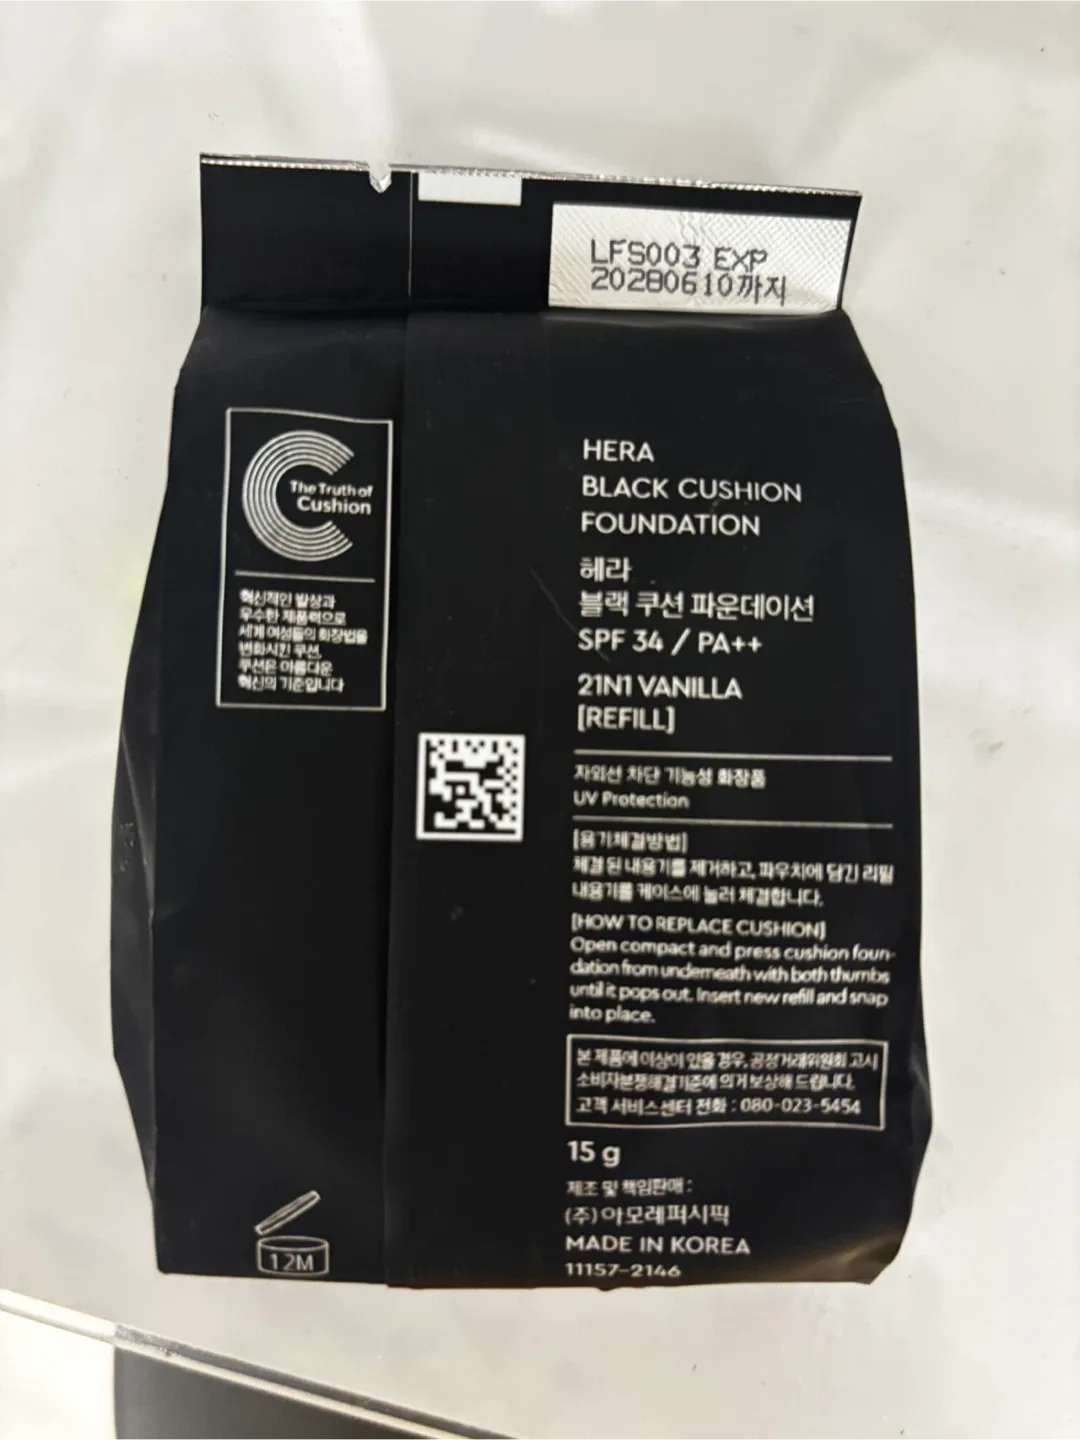 LFS003 EXP
20280610까지
The Truth of
Cushion
혁신적인 발상과
우수한 제품력으로
세계 여성들의 화장법을
변화시킨 쿠션,
쿠션은 아름다운
혁신의 기준입니다
HERA
BLACK CUSHION
FOUNDATION
헤라
블랙 쿠션 파운데이션
SPF 34 / PA++
21N1 VANILLA
[REFILL]
자외선 차단 기능성 화장품
UV Protection
[용기체결방법]
체결 된 내용기를 제거하고, 파우치에 담긴 리필
내용기를 케이스에 눌러 체결합니다.
[HOW TO REPLACE CUSHION]
Open compact and press cushion foun-
dation from underneath with both thumbs
until it pops out. Insert new refill and snap
into place.
본 제품에 이상이 있을 경우, 공정거래위원회 고시
소비자분쟁해결기준에 의거 보상해 드립니다.
고객 서비스센터 전화 : 080-023-5454
15 g
제조 및 책임판매 :
(주)아모레퍼시픽
MADE IN KOREA
11157-2146
12M